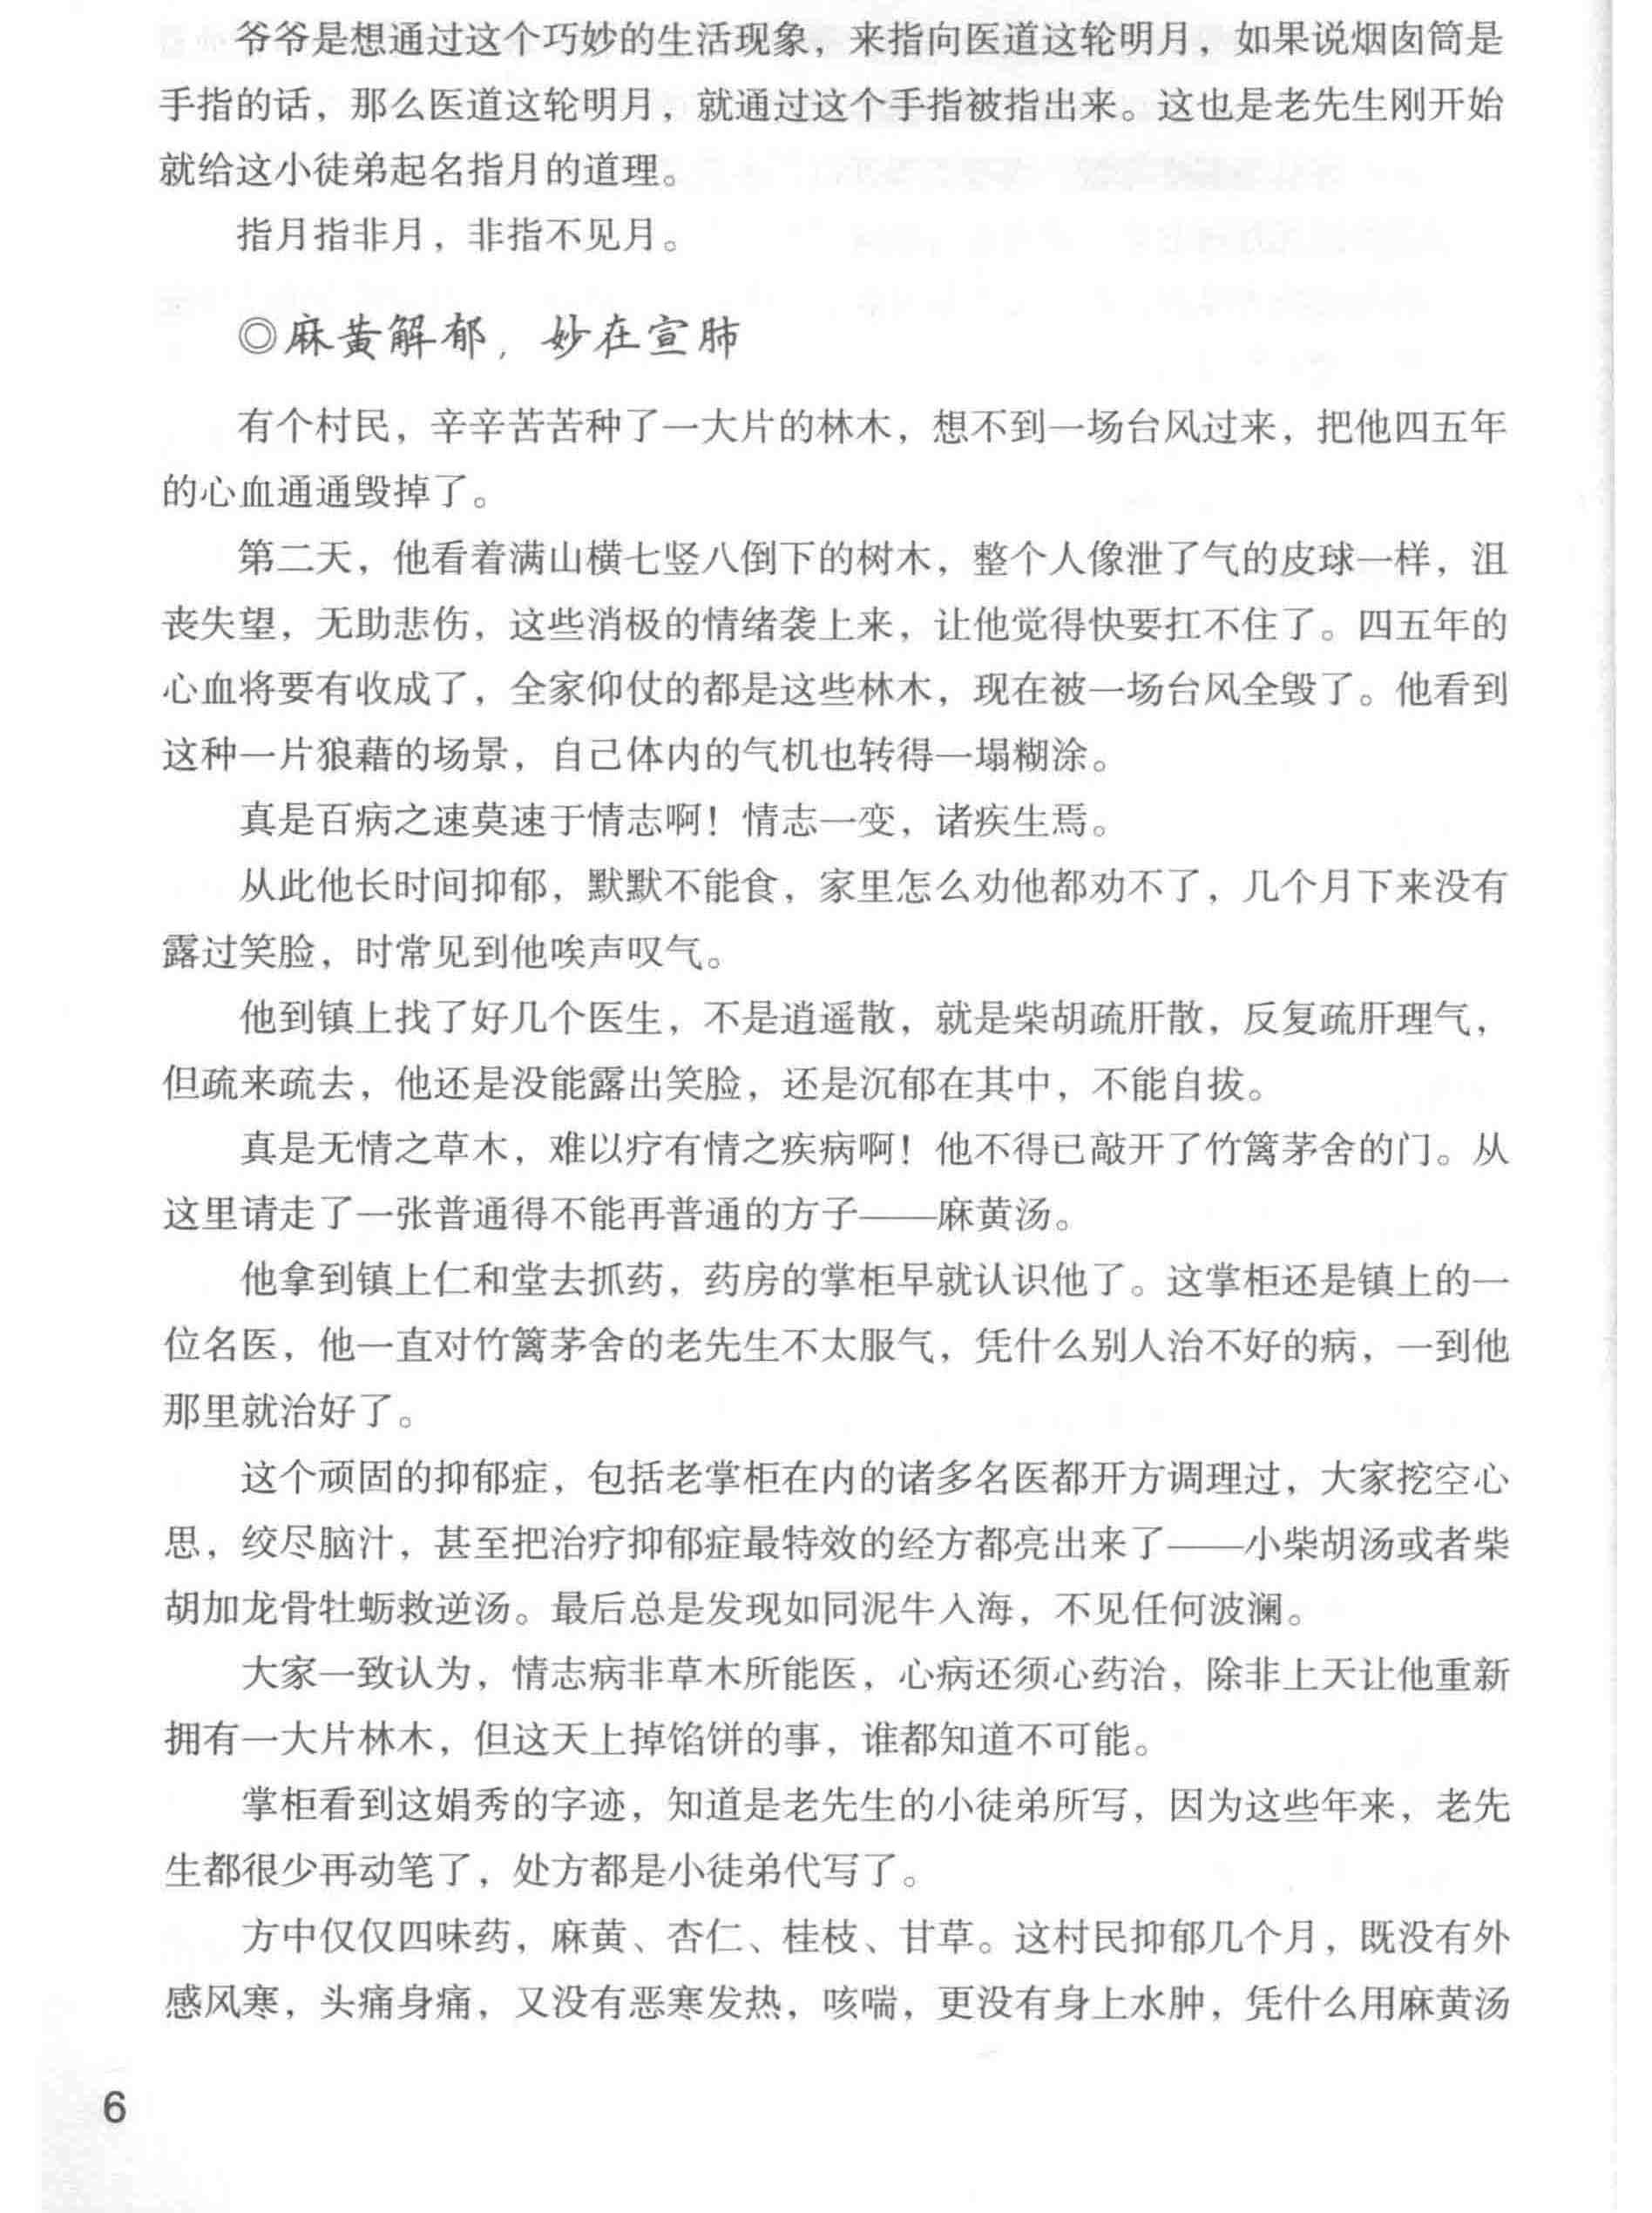 爷爷是想通过这个巧妙的生活现象，来指向医道这轮明月，如果说烟囱筒是
手指的话，那么医道这轮明月，就通过这个手指被指出来。这也是老先生刚开始
就给这小徒弟起名指月的道理。
指月指非月，非指不见月。
◎麻黄解郁，妙在宣肺
有个村民，辛辛苦苦种了一大片的林木，想不到一场台风过来，把他四五年
的心血通通毁掉了。
第二天，他看着满山横七竖八倒下的树木，整个人像泄了气的皮球一样，沮
丧失望，无助悲伤，这些消极的情绪袭上来，让他觉得快要扛不住了。四五年的
心血将要有收成了，全家仰仗的都是这些林木，现在被一场台风全毁了。他看到
这种一片狼藉的场景，自己体内的气机也转得一塌糊涂。
真是百病之速莫速于情志啊！情志一变，诸疾生焉。
从此他长时间抑郁，默默不能食，家里怎么劝他都劝不了，几个月下来没有
露过笑脸，时常见到他唉声叹气。
他到镇上找了好几个医生，不是逍遥散，就是柴胡疏肝散，反复疏肝理气，
但疏来疏去，他还是没能露出笑脸，还是沉郁在其中，不能自拔。
真是无情之草木，难以疗有情之疾病啊！他不得已敲开了竹篱茅舍的门。从
这里请走了一张普通得不能再普通的方子——麻黄汤。
他拿到镇上仁和堂去抓药，药房的掌柜早就认识他了。这掌柜还是镇上的一
位名医，他一直对竹篱茅舍的老先生不太服气，凭什么别人治不好的病，一到他
那里就治好了。
这个顽固的抑郁症，包括老掌柜在内的诸多名医都开方调理过，大家挖空心
思，绞尽脑汁，甚至把治疗抑郁症最特效的经方都亮出来了——小柴胡汤或者柴
胡加龙骨牡蛎救逆汤。最后总是发现如同泥牛入海，不见任何波澜。
大家一致认为，情志病非草木所能医，心病还须心药治，除非上天让他重新
拥有一大片林木，但这天上掉馅饼的事，谁都知道不可能。
掌柜看到这娟秀的字迹，知道是老先生的小徒弟所写，因为这些年来，老先
生都很少再动笔了，处方都是小徒弟代写了。
方中仅仅四味药，麻黄、杏仁、桂枝、甘草。这村民抑郁几个月，既没有外
感风寒，头痛身痛，又没有恶寒发热，咳喘，更没有身上水肿，凭什么用麻黄汤
6